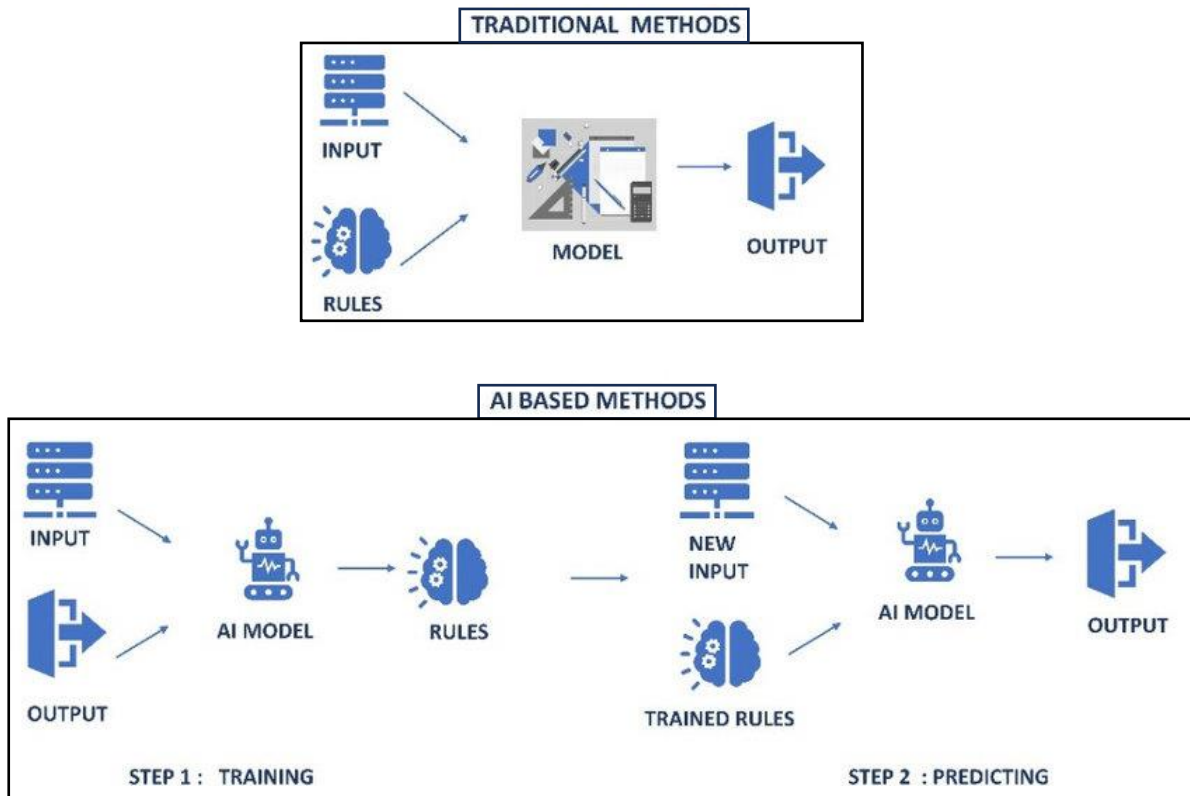 TRADITIONAL METHODS
INPUT
MODEL
OUTPUT
RULES
AI BASED METHODS
INPUT
AI MODEL
RULES
OUTPUT
STEP 1 : TRAINING
NEW
INPUT
AI MODEL
OUTPUT
TRAINED RULES
STEP 2 : PREDICTING